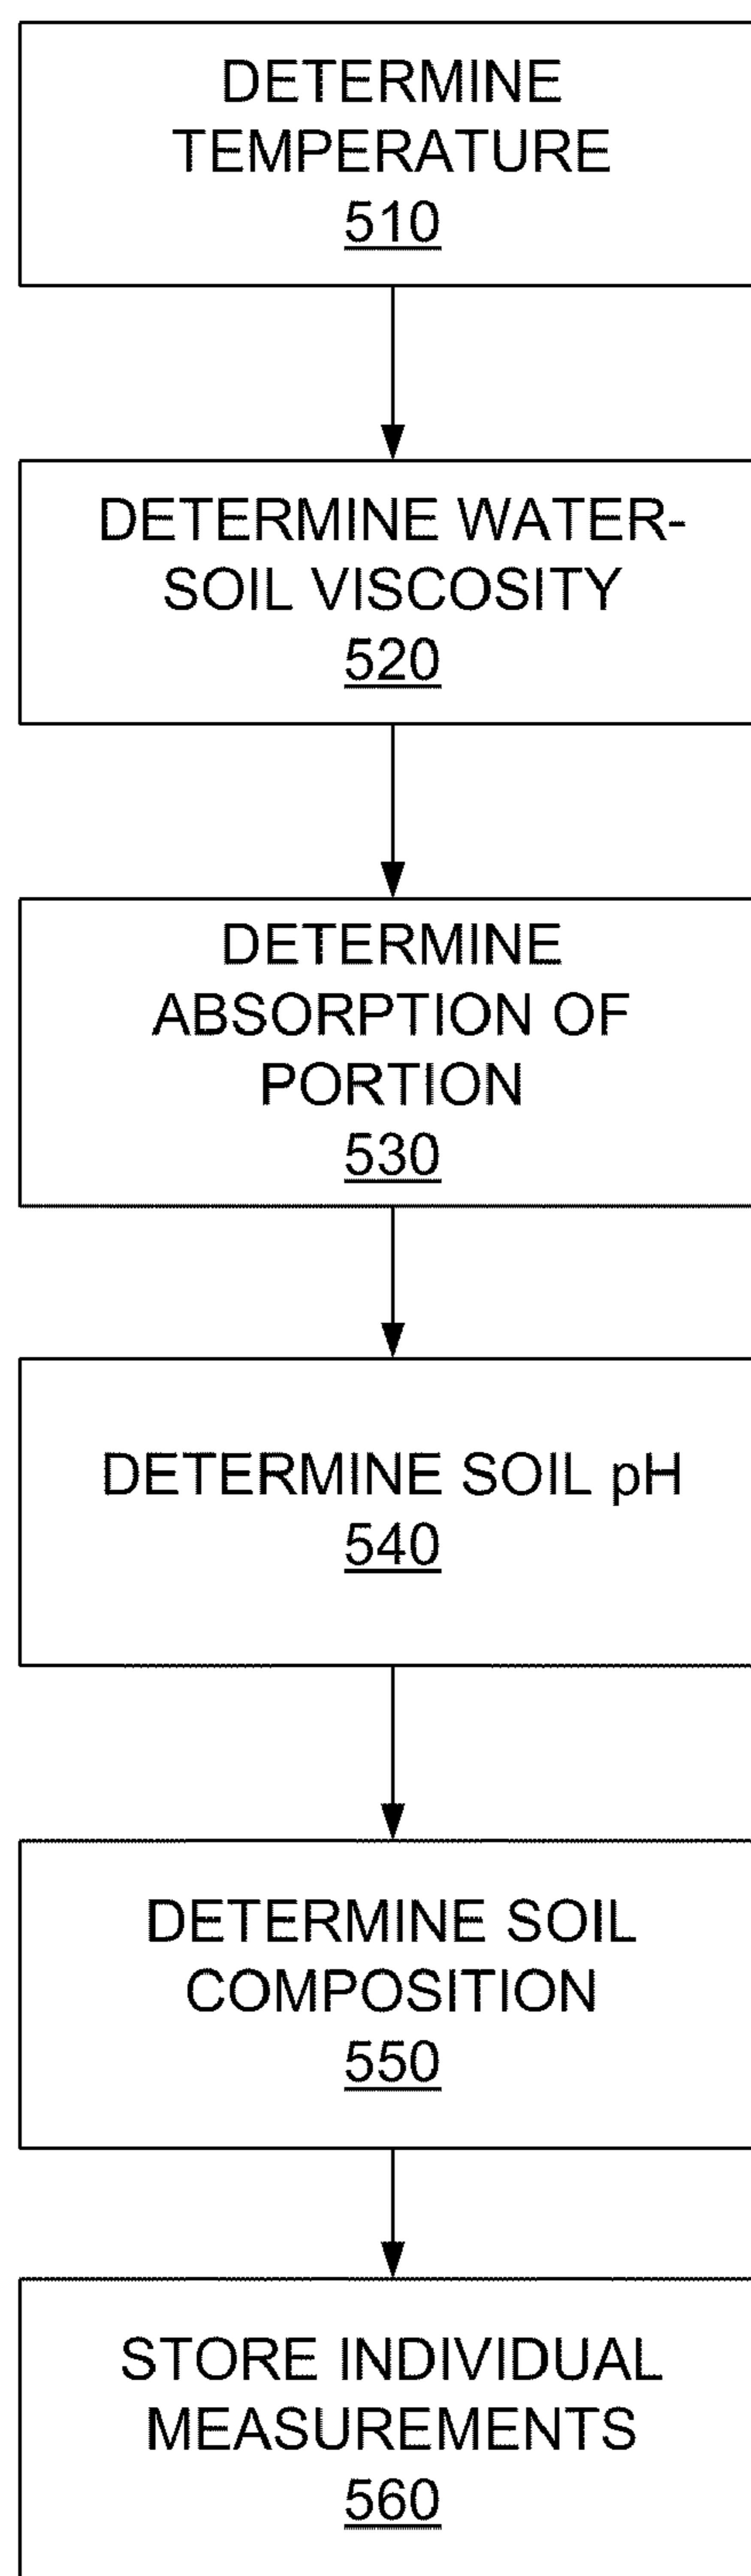 DETERMINE
TEMPERATURE
510
DETERMINE WATER-
SOIL VISCOSITY
520
DETERMINE
ABSORPTION OF
PORTION
530
DETERMINE SOIL pH
540
DETERMINE SOIL
COMPOSITION
550
STORE INDIVIDUAL
MEASUREMENTS
560